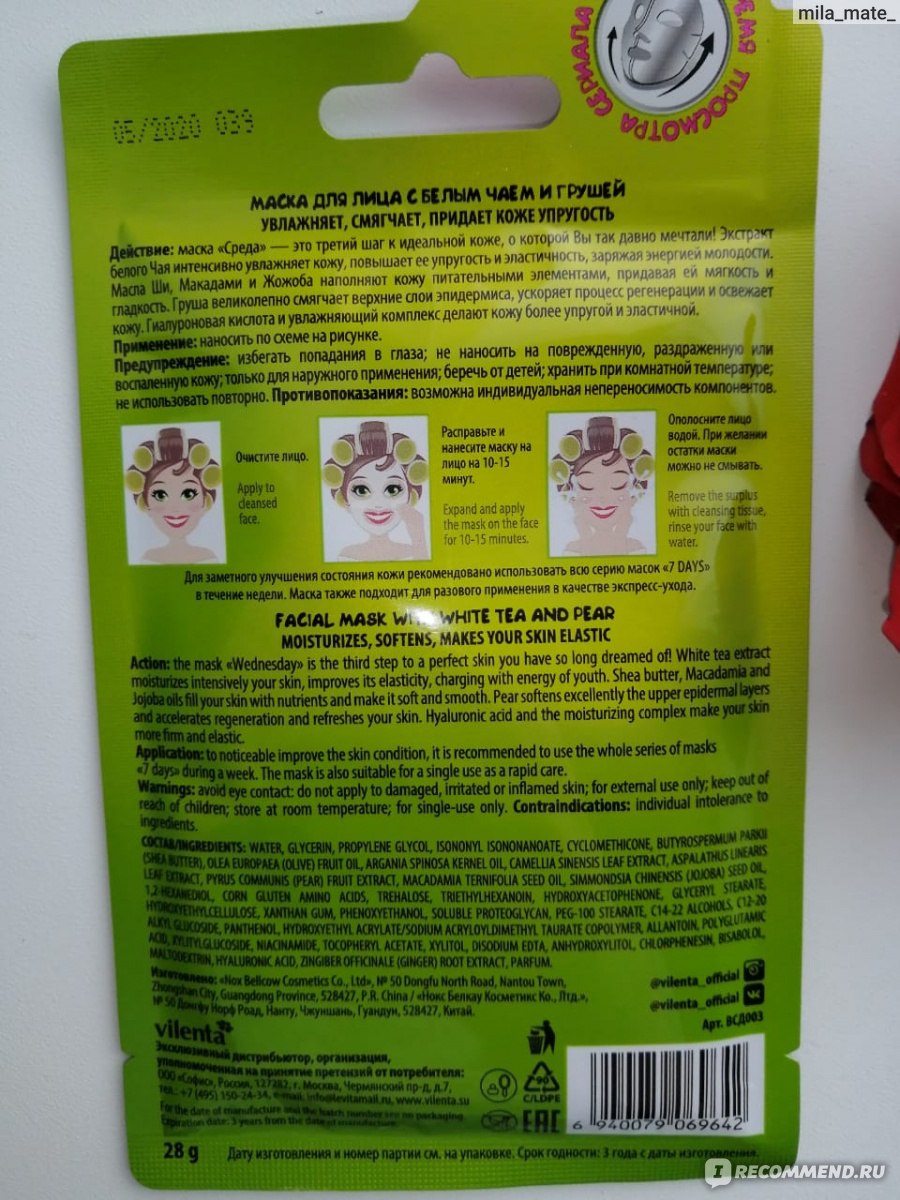 mila_mate_
ВРЕМЯ ПРОСМОТРА СЕРИАЛА
05/2020 039
МАСКА ДЛЯ ЛИЦА С БЕЛЫМ ЧАЕМ И ГРУШЕЙ
УВЛАЖНЯЕТ, СМЯГЧАЕТ, ПРИДАЕТ КОЖЕ УПРУГОСТЬ
Действие: маска «Среда» — это третий шаг к идеальной коже, о которой Вы так давно мечтали! Экстракт
белого Чая интенсивно увлажняет кожу, повышает ее упругость и эластичность, заряжая энергией молодости.
Масла Ши, Макадами и Жожоба наполняют кожу питательными элементами, придавая ей мягкость и
гладкость. Груша великолепно смягчает верхние слои эпидермиса, ускоряет процесс регенерации и освежает
кожу. Гиалуроновая кислота и увлажняющий комплекс делают кожу более упругой и эластичной.
Применение: наносить по схеме на рисунке.
Предупреждение: избегать попадания в глаза; не наносить на поврежденную, раздраженную или
воспаленную кожу; только для наружного применения; беречь от детей; хранить при комнатной температуре;
не использовать повторно. Противопоказания: возможна индивидуальная непереносимость компонентов.
Очистите лицо.
Apply to
cleansed
face.
Расправьте и
нанесите маску на
лицо на 10-15
минут.
Expand and apply
the mask on the face
for 10-15 minutes.
Ополосните лицо
водой. При желании
остатки маски
можно не смывать.
Remove the surplus
with cleansing tissue,
rinse your face with
water.
Для заметного улучшения состояния кожи рекомендовано использовать всю серию масок «7 DAYS»
в течение недели. Маска также подходит для разового применения в качестве экспресс-ухода.
FACIAL MASK WITH WHITE TEA AND PEAR
MOISTURIZES, SOFTENS, MAKES YOUR SKIN ELASTIC
Action: the mask «Wednesday» is the third step to a perfect skin you have so long dreamed of! White tea extract
moisturizes intensively your skin, improves its elasticity, charging with energy of youth. Shea butter, Macadamia and
Jojoba oils fill your skin with nutrients and make it soft and smooth. Pear softens excellently the upper epidermal layers
and accelerates regeneration and refreshes your skin. Hyaluronic acid and the moisturizing complex make your skin
more firm and elastic.
Application: to noticeable improve the skin condition, it is recommended to use the whole series of masks
«7 days» during a week. The mask is also suitable for a single use as a rapid care.
Warnings: avoid eye contact: do not apply to damaged, irritated or inflamed skin; for external use only; keep out of
reach of children; store at room temperature; for single-use only. Contraindications: individual intolerance to
ingredients.
СОСТАВ/INGREDIENTS: WATER, GLYCERIN, PROPYLENE GLYCOL, ISONONYL ISONONANOATE, CYCLOMETHICONE, BUTYROSPERMUM PARKII
(SHEA BUTTER), OLEA EUROPAEA (OLIVE) FRUIT OIL, ARGANIA SPINOSA KERNEL OIL, CAMELLIA SINENSIS LEAF EXTRACT, ASPALATHUS LINEARIS
LEAF EXTRACT, PYRUS COMMUNIS (PEAR) FRUIT EXTRACT, MACADAMIA TERNIFOLIA SEED OIL, SIMMONDSIA CHINENSIS (JOJOBA) SEED OIL,
1,2-HEXANEDIOL, CORN GLUTEN AMINO ACIDS, TREHALOSE, TRIETHYLHEXANOIN, HYDROXYACETOPHENONE, GLYCERYL STEARATE,
HYDROXYETHYLCELLULOSE, XANTHAN GUM, PHENOXYETHANOL, SOLUBLE PROTEOGLYCAN, PEG-100 STEARATE, C14-22 ALCOHOLS, C12-20
ALKYL GLUCOSIDE, PANTHENOL, HYDROXYETHYL ACRYLATE/SODIUM ACRYLOYLDIMETHYL TAURATE COPOLYMER, ALLANTOIN, POLYGLUTAMIC
ACID, XYLITYLGLUCOSIDE, NIACINAMIDE, TOCOPHERYL ACETATE, XYLITOL, DISODIUM EDTA, ANHYDROXYLITOL, CHLORPHENESIN, BISABOLOL,
MALTODEXTRIN, HYALURONIC ACID, ZINGIBER OFFICINALE (GINGER) ROOT EXTRACT, PARFUM.
Изготовлено: «Nox Bellcow Cosmetics Co., Ltd», № 50 Dongfu North Road, Nantou Town,
Zhongshan City, Guangdong Province, 528427, P.R. China / «Нокс Белкау Косметикс Ко., Лтд.»,
№ 50 Донгфу Норф Роад, Нанту, Чжуншань, Гуандун, 528427, Китай.
@vilenta_official
@vilenta_official
Арт. ВСД003
vilenta
Эксклюзивный дистрибьютор, организация,
уполномоченная на принятие претензий от потребителя:
ООО «Софис», Россия, 127282, г. Москва, Чермянский пр-д, д.7,
тел.: +7 (495) 150-24-34, e-mail: info@levitamail.ru, www.vilenta.su
For the date of manufacture and the batch number see on packaging.
Expiration date: 3 years from the date of manufacture.
90
C/LDPE
EAC
6 940079 069642
28 g
Дату изготовления и номер партии см. на упаковке. Срок годности: 3 года с даты изготовления.
IRECOMMEND.RU